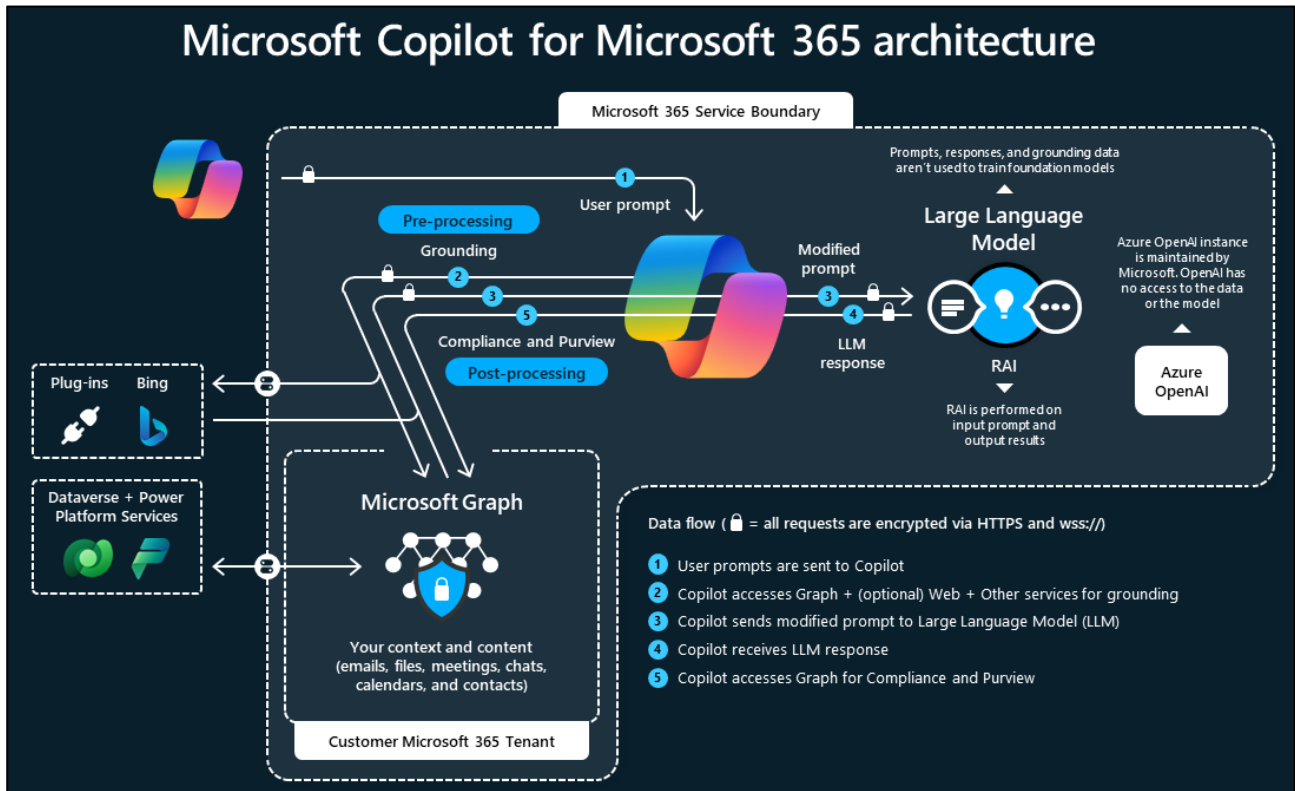 Microsoft Copilot for Microsoft 365 architecture
Microsoft 365 Service Boundary
Prompts, responses, and grounding data
aren't used to train foundation models
1
User prompt
Pre-processing
Grounding
2
3
5
Compliance and Purview
Post-processing
Modified
prompt
3
4
LLM
response
Large Language
Model
RAI
RAI is performed on
input prompt and
output results
Azure OpenAI instance
is maintained by
Microsoft. OpenAI has
no access to the data
or the model
Azure
OpenAI
Plug-ins Bing
Dataverse + Power
Platform Services
Microsoft Graph
Your context and content
(emails, files, meetings, chats,
calendars, and contacts)
Customer Microsoft 365 Tenant
Data flow ( = all requests are encrypted via HTTPS and wss://)
1 User prompts are sent to Copilot
2 Copilot accesses Graph + (optional) Web + Other services for grounding
3 Copilot sends modified prompt to Large Language Model (LLM)
4 Copilot receives LLM response
5 Copilot accesses Graph for Compliance and Purview